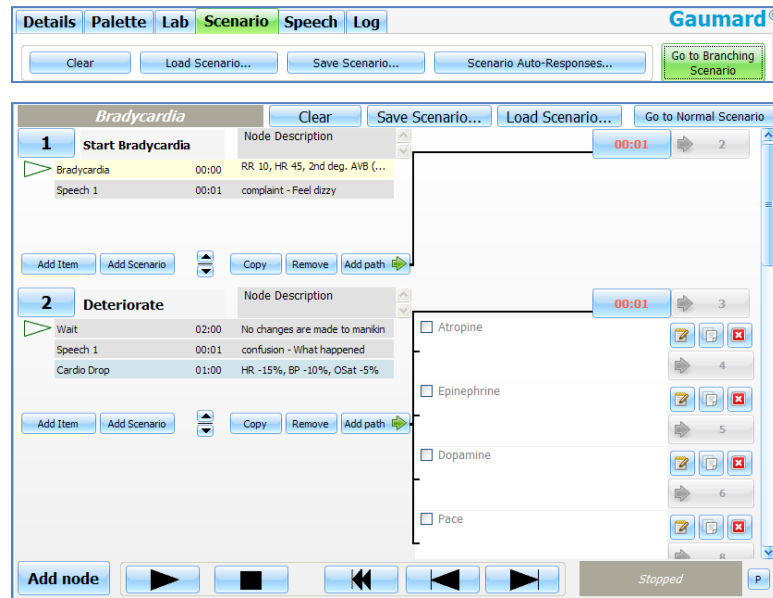 Details Palette Lab Scenario Speech Log Gaumard®
Clear Load Scenario... Save Scenario... Scenario Auto-Responses... Go to Branching
Scenario
Bradycardia Clear Save Scenario... Load Scenario... Go to Normal Scenario
1 Start Bradycardia Node Description 00:01 2
Bradycardia 00:00 RR 10, HR 45, 2nd deg. AVB (...
Speech 1 00:01 complaint - Feel dizzy
Add Item Add Scenario Copy Remove Add path
2 Deteriorate Node Description 00:01 3
Wait 02:00 No changes are made to manikin Atropine
Speech 1 00:01 confusion - What happened
Cardio Drop 01:00 HR -15%, BP -10%, OSat -5% 4
Epinephrine
Add Item Add Scenario Copy Remove Add path 5
Dopamine
6
Pace
8
Add node Stopped P